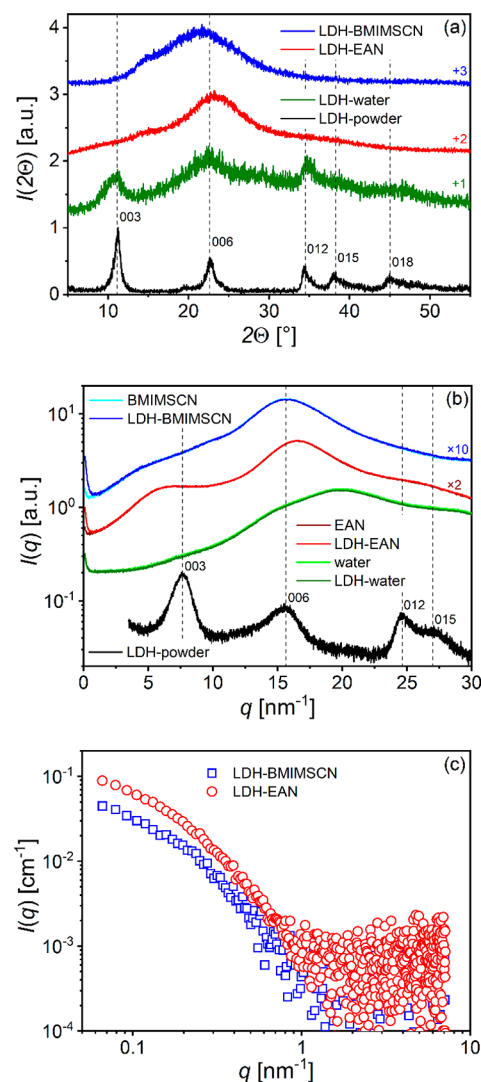 (a)
LDH-BMIMSCN
LDH-EAN
LDH-water
LDH-powder
+3
+2
+1
003
006
012
015
018
I(2Θ) [a.u.]
4
3
2
1
0
10
20
30
40
50
2Θ [°]
(b)
BMIMSCN
LDH-BMIMSCN
×10
×2
EAN
LDH-EAN
water
LDH-water
003
006
012
015
LDH-powder
I(q) [a.u.]
10¹
10⁰
10⁻¹
0
5
10
15
20
25
30
q [nm⁻¹]
(c)
LDH-BMIMSCN
LDH-EAN
I(q) [cm⁻¹]
10⁻¹
10⁻²
10⁻³
10⁻⁴
0.1
1
10
q [nm⁻¹]